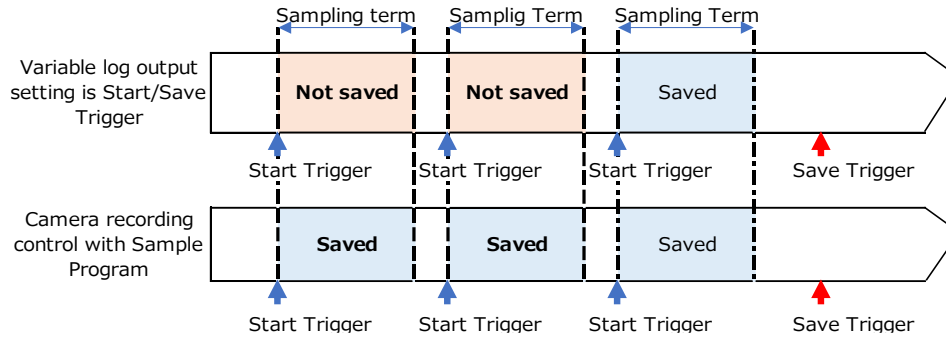 Sampling term
Samplig Term
Sampling Term
Variable log output
setting is Start/Save
Trigger
Not saved
Not saved
Saved
Start Trigger
Start Trigger
Start Trigger
Save Trigger
Camera recording
control with Sample
Program
Saved
Saved
Saved
Start Trigger
Start Trigger
Start Trigger
Save Trigger